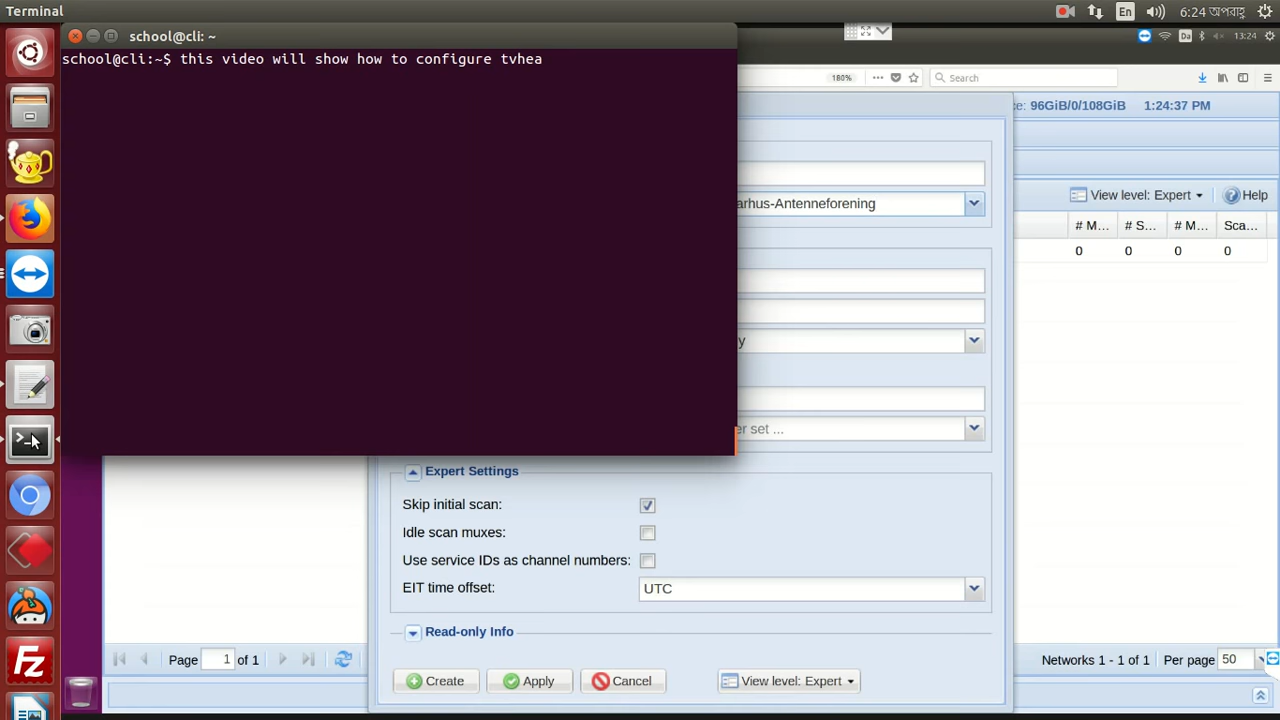 Terminal
En
6:24 অপরাহ্ণ
school@cli: ~
Da
13:24
school@cli:~$ this video will show how to configure tvhea
180%
Search
ce: 96GiB/0/108GiB 1:24:37 PM
View level: Expert
Help
arhus-Antenneforening
# M... # S... # M... Sca...
0 0 0 0
y
er set ...
Expert Settings
Skip initial scan:
Idle scan muxes:
Use service IDs as channel numbers:
EIT time offset: UTC
Read-only Info
Page 1 of 1
Networks 1 - 1 of 1 Per page 50
Create Apply Cancel View level: Expert